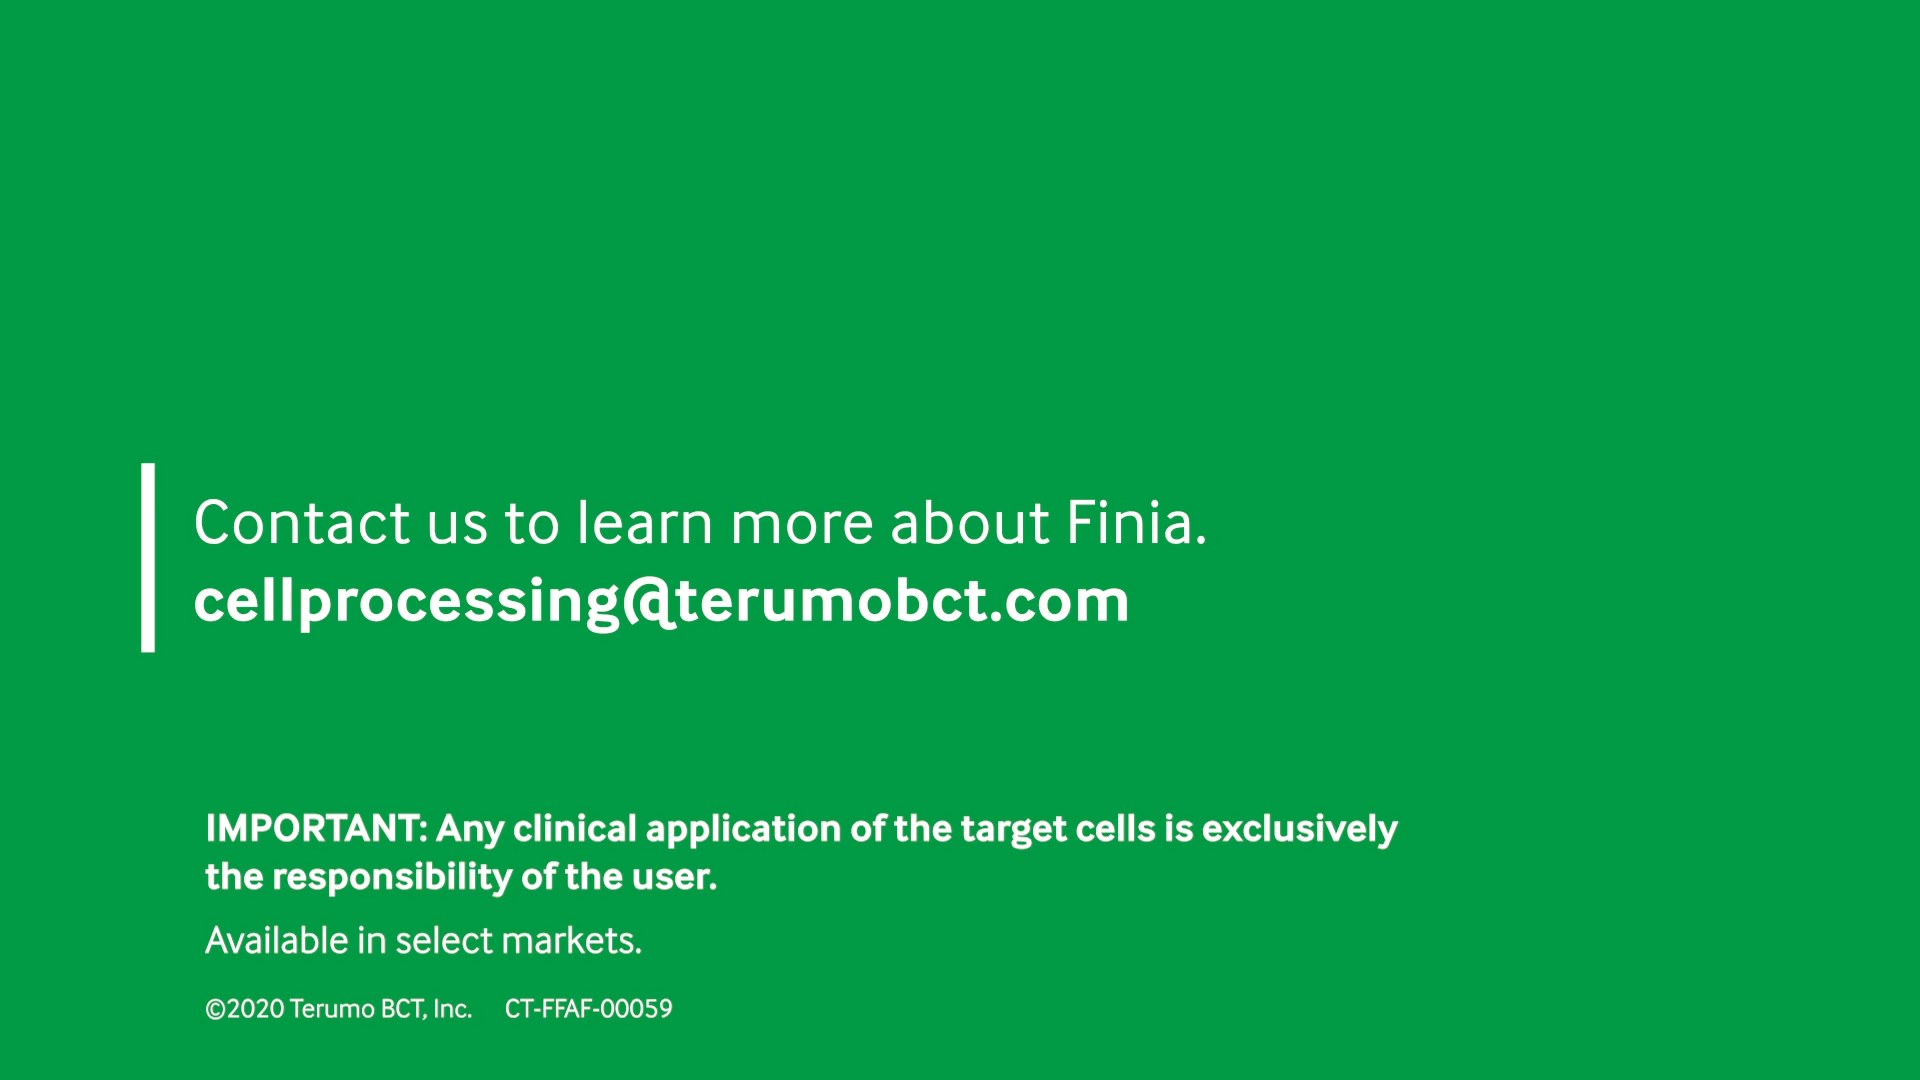 Contact us to learn more about Finia.
cellprocessing@terumobct.com
IMPORTANT: Any clinical application of the target cells is exclusively
the responsibility of the user.
Available in select markets.
©2020 Terumo BCT, Inc. CT-FFAF-00059